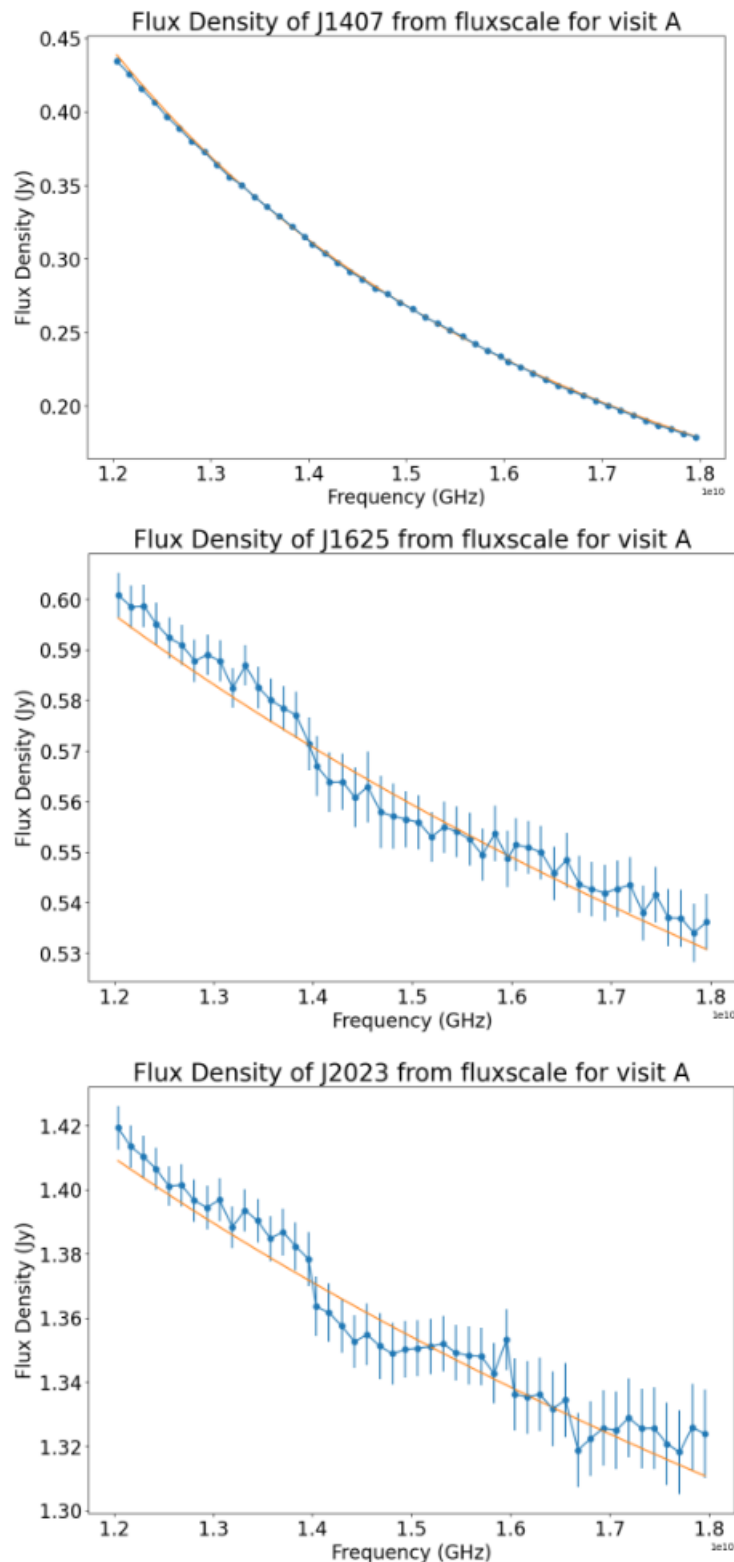 Flux Density of J1407 from fluxscale for visit A
0.45
0.40
0.35
0.30
0.25
0.20
Flux Density (Jy)
1.2 1.3 1.4 1.5 1.6 1.7 1.8
Frequency (GHz)
1e10
Flux Density of J1625 from fluxscale for visit A
0.60
0.59
0.58
0.57
0.56
0.55
0.54
0.53
Flux Density (Jy)
1.2 1.3 1.4 1.5 1.6 1.7 1.8
Frequency (GHz)
1e10
Flux Density of J2023 from fluxscale for visit A
1.42
1.40
1.38
1.36
1.34
1.32
1.30
Flux Density (Jy)
1.2 1.3 1.4 1.5 1.6 1.7 1.8
Frequency (GHz)
1e10